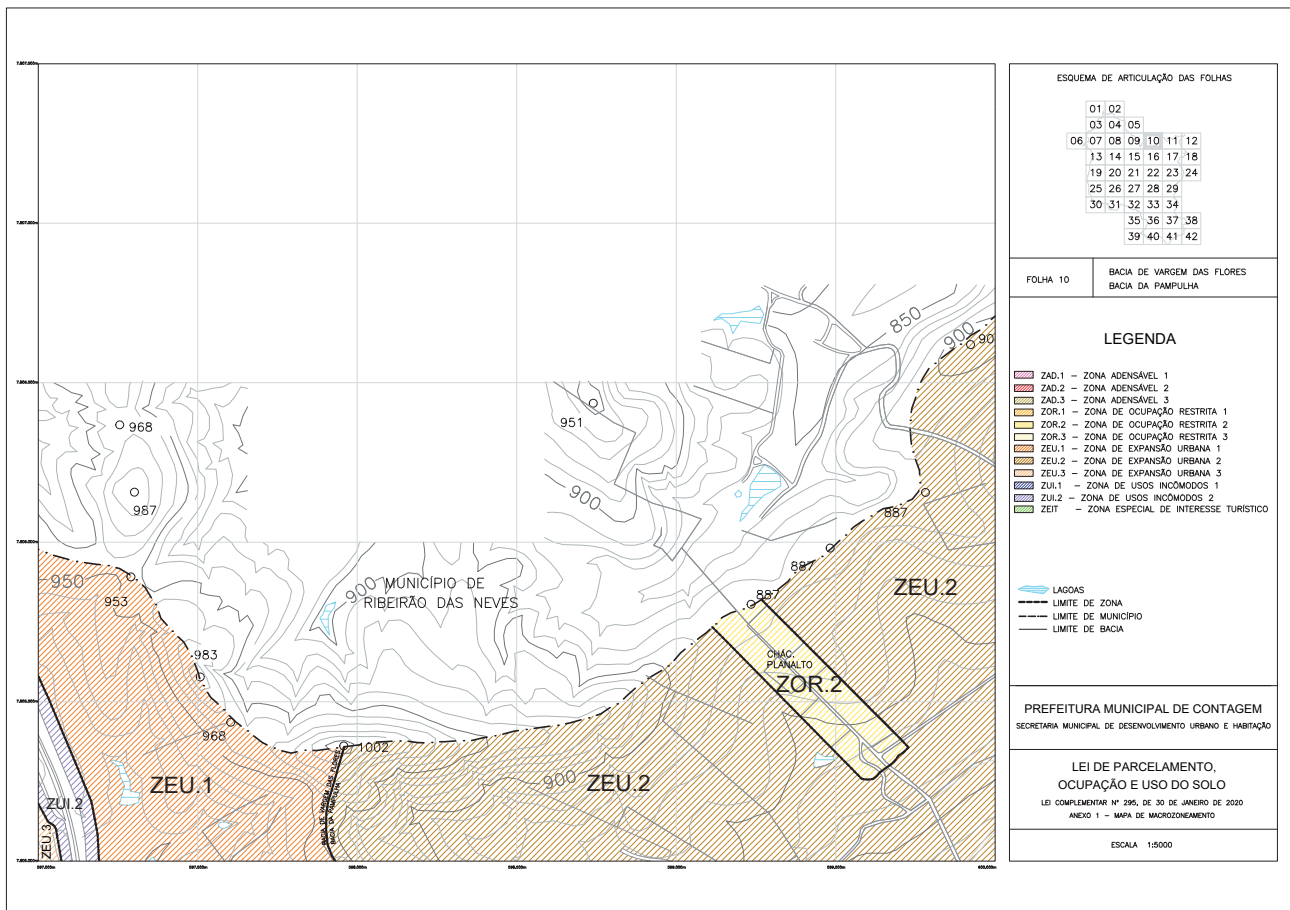 ESQUEMA DE ARTICULAÇÃO DAS FOLHAS
01 02
03 04 05
06 07 08 09 10 11 12
13 14 15 16 17 18
19 20 21 22 23 24
25 26 27 28 29
30 31 32 33 34
35 36 37 38
39 40 41 42
FOLHA 10
BACIA DE VARGEM DAS FLORES
BACIA DA PAMPULHA
LEGENDA
ZAD.1 – ZONA ADENSÁVEL 1
ZAD.2 – ZONA ADENSÁVEL 2
ZAD.3 – ZONA ADENSÁVEL 3
ZOR.1 – ZONA DE OCUPAÇÃO RESTRITA 1
ZOR.2 – ZONA DE OCUPAÇÃO RESTRITA 2
ZOR.3 – ZONA DE OCUPAÇÃO RESTRITA 3
ZEU.1 – ZONA DE EXPANSÃO URBANA 1
ZEU.2 – ZONA DE EXPANSÃO URBANA 2
ZEU.3 – ZONA DE EXPANSÃO URBANA 3
ZUI.1 – ZONA DE USOS INCÔMODOS 1
ZUI.2 – ZONA DE USOS INCÔMODOS 2
ZEIT – ZONA ESPECIAL DE INTERESSE TURÍSTICO
LAGOAS
LIMITE DE ZONA
LIMITE DE MUNICÍPIO
LIMITE DE BACIA
PREFEITURA MUNICIPAL DE CONTAGEM
SECRETARIA MUNICIPAL DE DESENVOLVIMENTO URBANO E HABITAÇÃO
LEI DE PARCELAMENTO,
OCUPAÇÃO E USO DO SOLO
LEI COMPLEMENTAR Nº 295, DE 30 DE JANEIRO DE 2020
ANEXO 1 – MAPA DE MACROZONEAMENTO
ESCALA 1:5000
850
900
90
951
968
987
900
887
887
887
950
953
900
MUNICÍPIO DE
RIBEIRÃO DAS NEVES
ZEU.2
983
CHÁC.
PLANALTO
ZOR.2
968
1002
BACIA DE VARGEM DAS FLORES
BACIA DA PAMPULHA
900
ZEU.2
ZEU.1
ZUI.2
ZEU.3